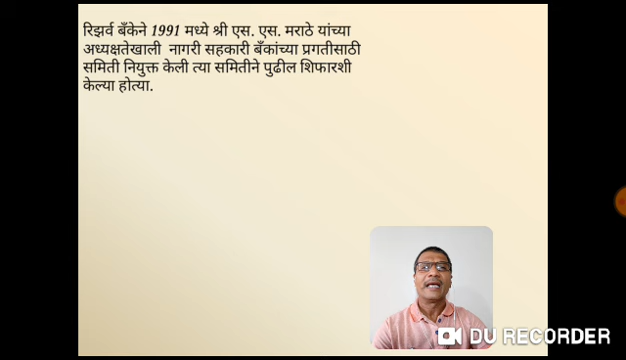 रिझर्व बँकेने 1991 मध्ये श्री एस. एस. मराठे यांच्या
अध्यक्षतेखाली नागरी सहकारी बँकांच्या प्रगतीसाठी
समिती नियुक्त केली त्या समितीने पुढील शिफारशी
केल्या होत्या.
DU RECORDER